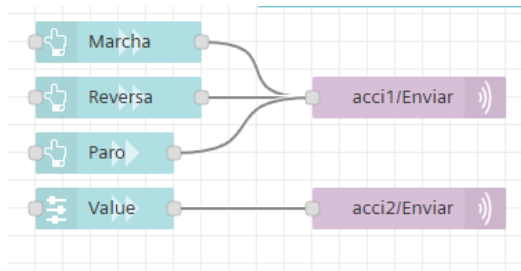 Marcha
Reversa
acci1/Enviar
Paro
Value
acci2/Enviar